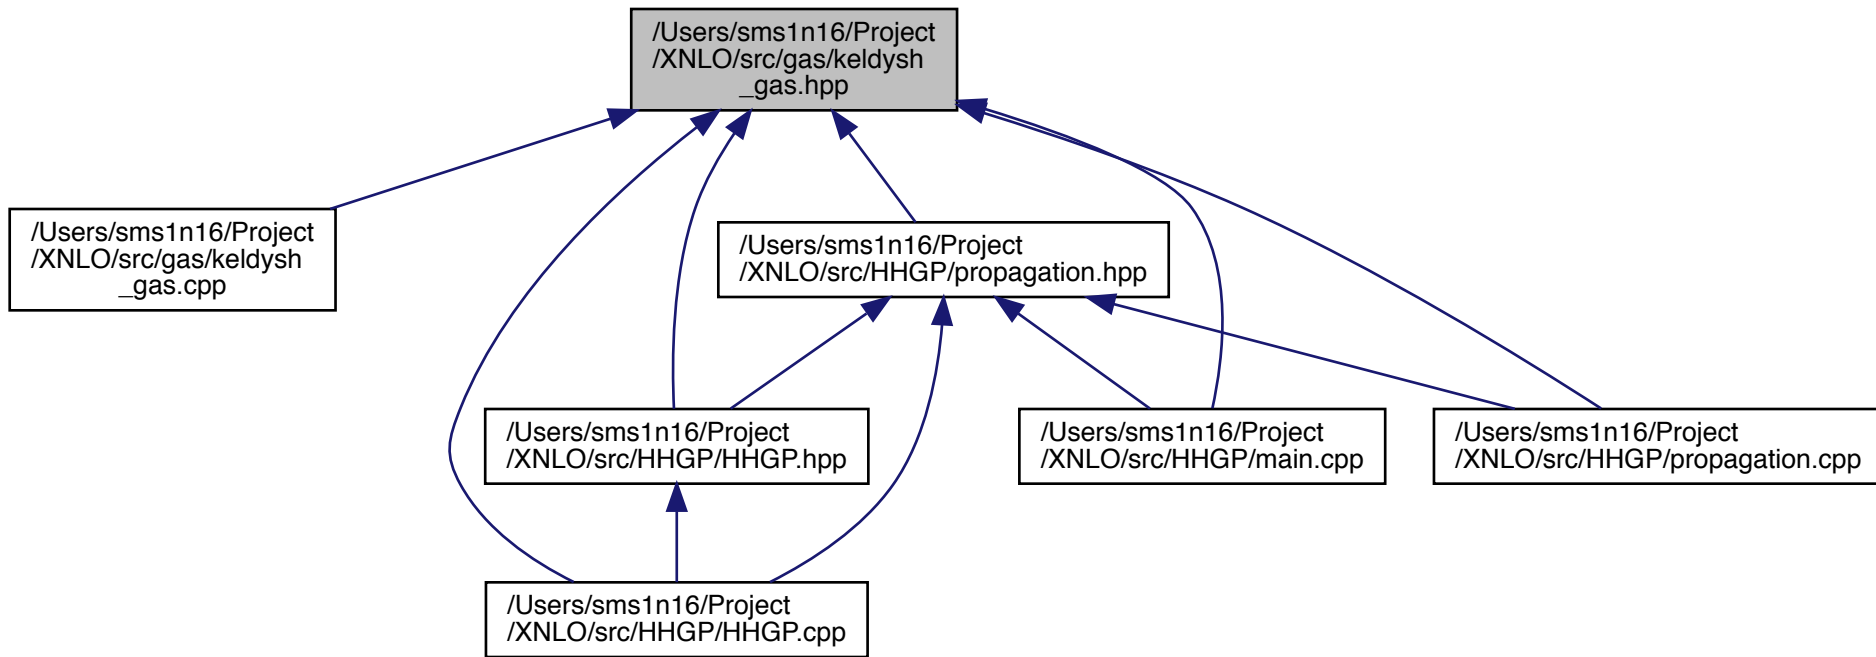 /Users/sms1n16/Project
/XNLO/src/gas/keldysh
_gas.hpp
/Users/sms1n16/Project
/XNLO/src/gas/keldysh
_gas.cpp
/Users/sms1n16/Project
/XNLO/src/HHGP/propagation.hpp
/Users/sms1n16/Project
/XNLO/src/HHGP/HHGP.hpp
/Users/sms1n16/Project
/XNLO/src/HHGP/main.cpp
/Users/sms1n16/Project
/XNLO/src/HHGP/propagation.cpp
/Users/sms1n16/Project
/XNLO/src/HHGP/HHGP.cpp